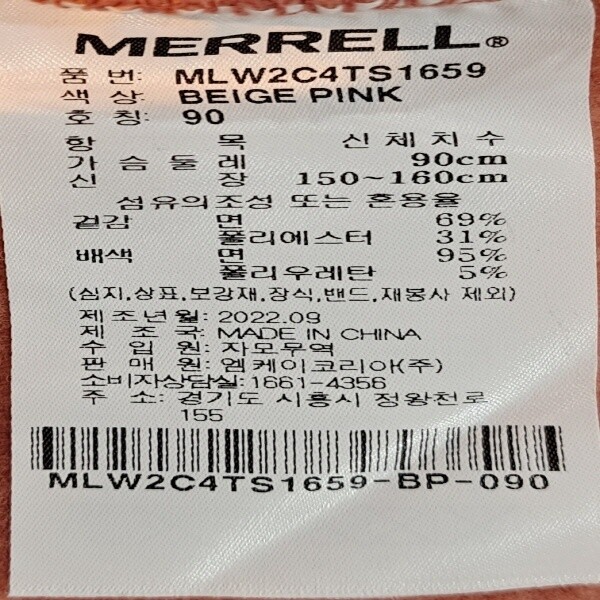 MERRELL®
품 번: MLW2C4TS1659
색 상: BEIGE PINK
호 칭: 90
항 목 신체치수
가슴둘레 90cm
신 장 150~160cm
섬유의조성 또는 혼용율
겉감 면 69%
폴리에스터 31%
배색 면 95%
폴리우레탄 5%
(심지,상표,보강재,장식,밴드,재봉사 제외)
제조년월: 2022.09
제 조 국: MADE IN CHINA
수 입 원: 자모무역
판 매 원: 엠케이코리아(주)
소비자상담실: 1661-4356
주 소: 경기도 시흥시 정왕천로
155
MLW2C4TS1659-BP-090